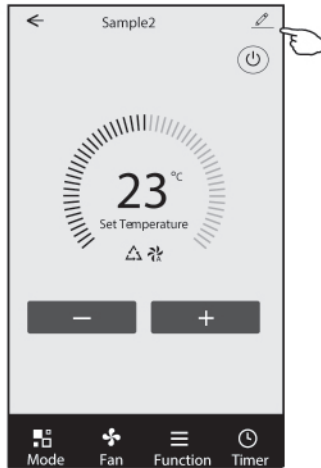 Sample2
23 °C
Set Temperature
A
− +
Mode Fan Function Timer